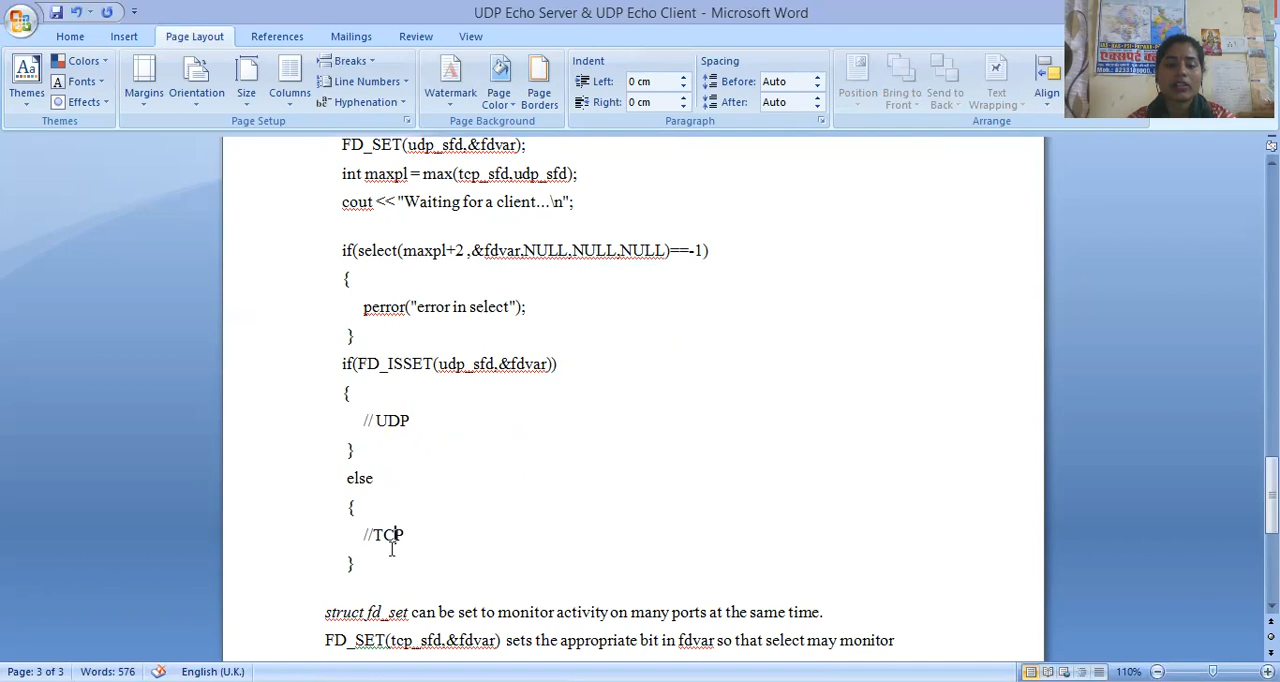 UDP Echo Server & UDP Echo Client - Microsoft Word
Home Insert Page Layout References Mailings Review View
Themes
Colors
Fonts
Effects
Themes
Margins
Orientation
Size
Columns
Breaks
Line Numbers
Hyphenation
Page Setup
Watermark
Page Color
Page Borders
Page Background
Indent
Left: 0 cm
Right: 0 cm
Spacing
Before: Auto
After: Auto
Paragraph
Position
Bring to Front
Send to Back
Text Wrapping
Align
Arrange
FD_SET(udp_sfd,&fdvar);
int maxpl = max(tcp_sfd,udp_sfd);
cout << "Waiting for a client...\n";
if(select(maxpl+2 ,&fdvar,NULL,NULL,NULL)==-1)
{
perror("error in select");
}
if(FD_ISSET(udp_sfd,&fdvar))
{
// UDP
}
else
{
//TCP
}
struct fd_set can be set to monitor activity on many ports at the same time.
FD_SET(tcp_sfd,&fdvar) sets the appropriate bit in fdvar so that select may monitor
Page: 3 of 3 Words: 576 English (U.K.) 110%